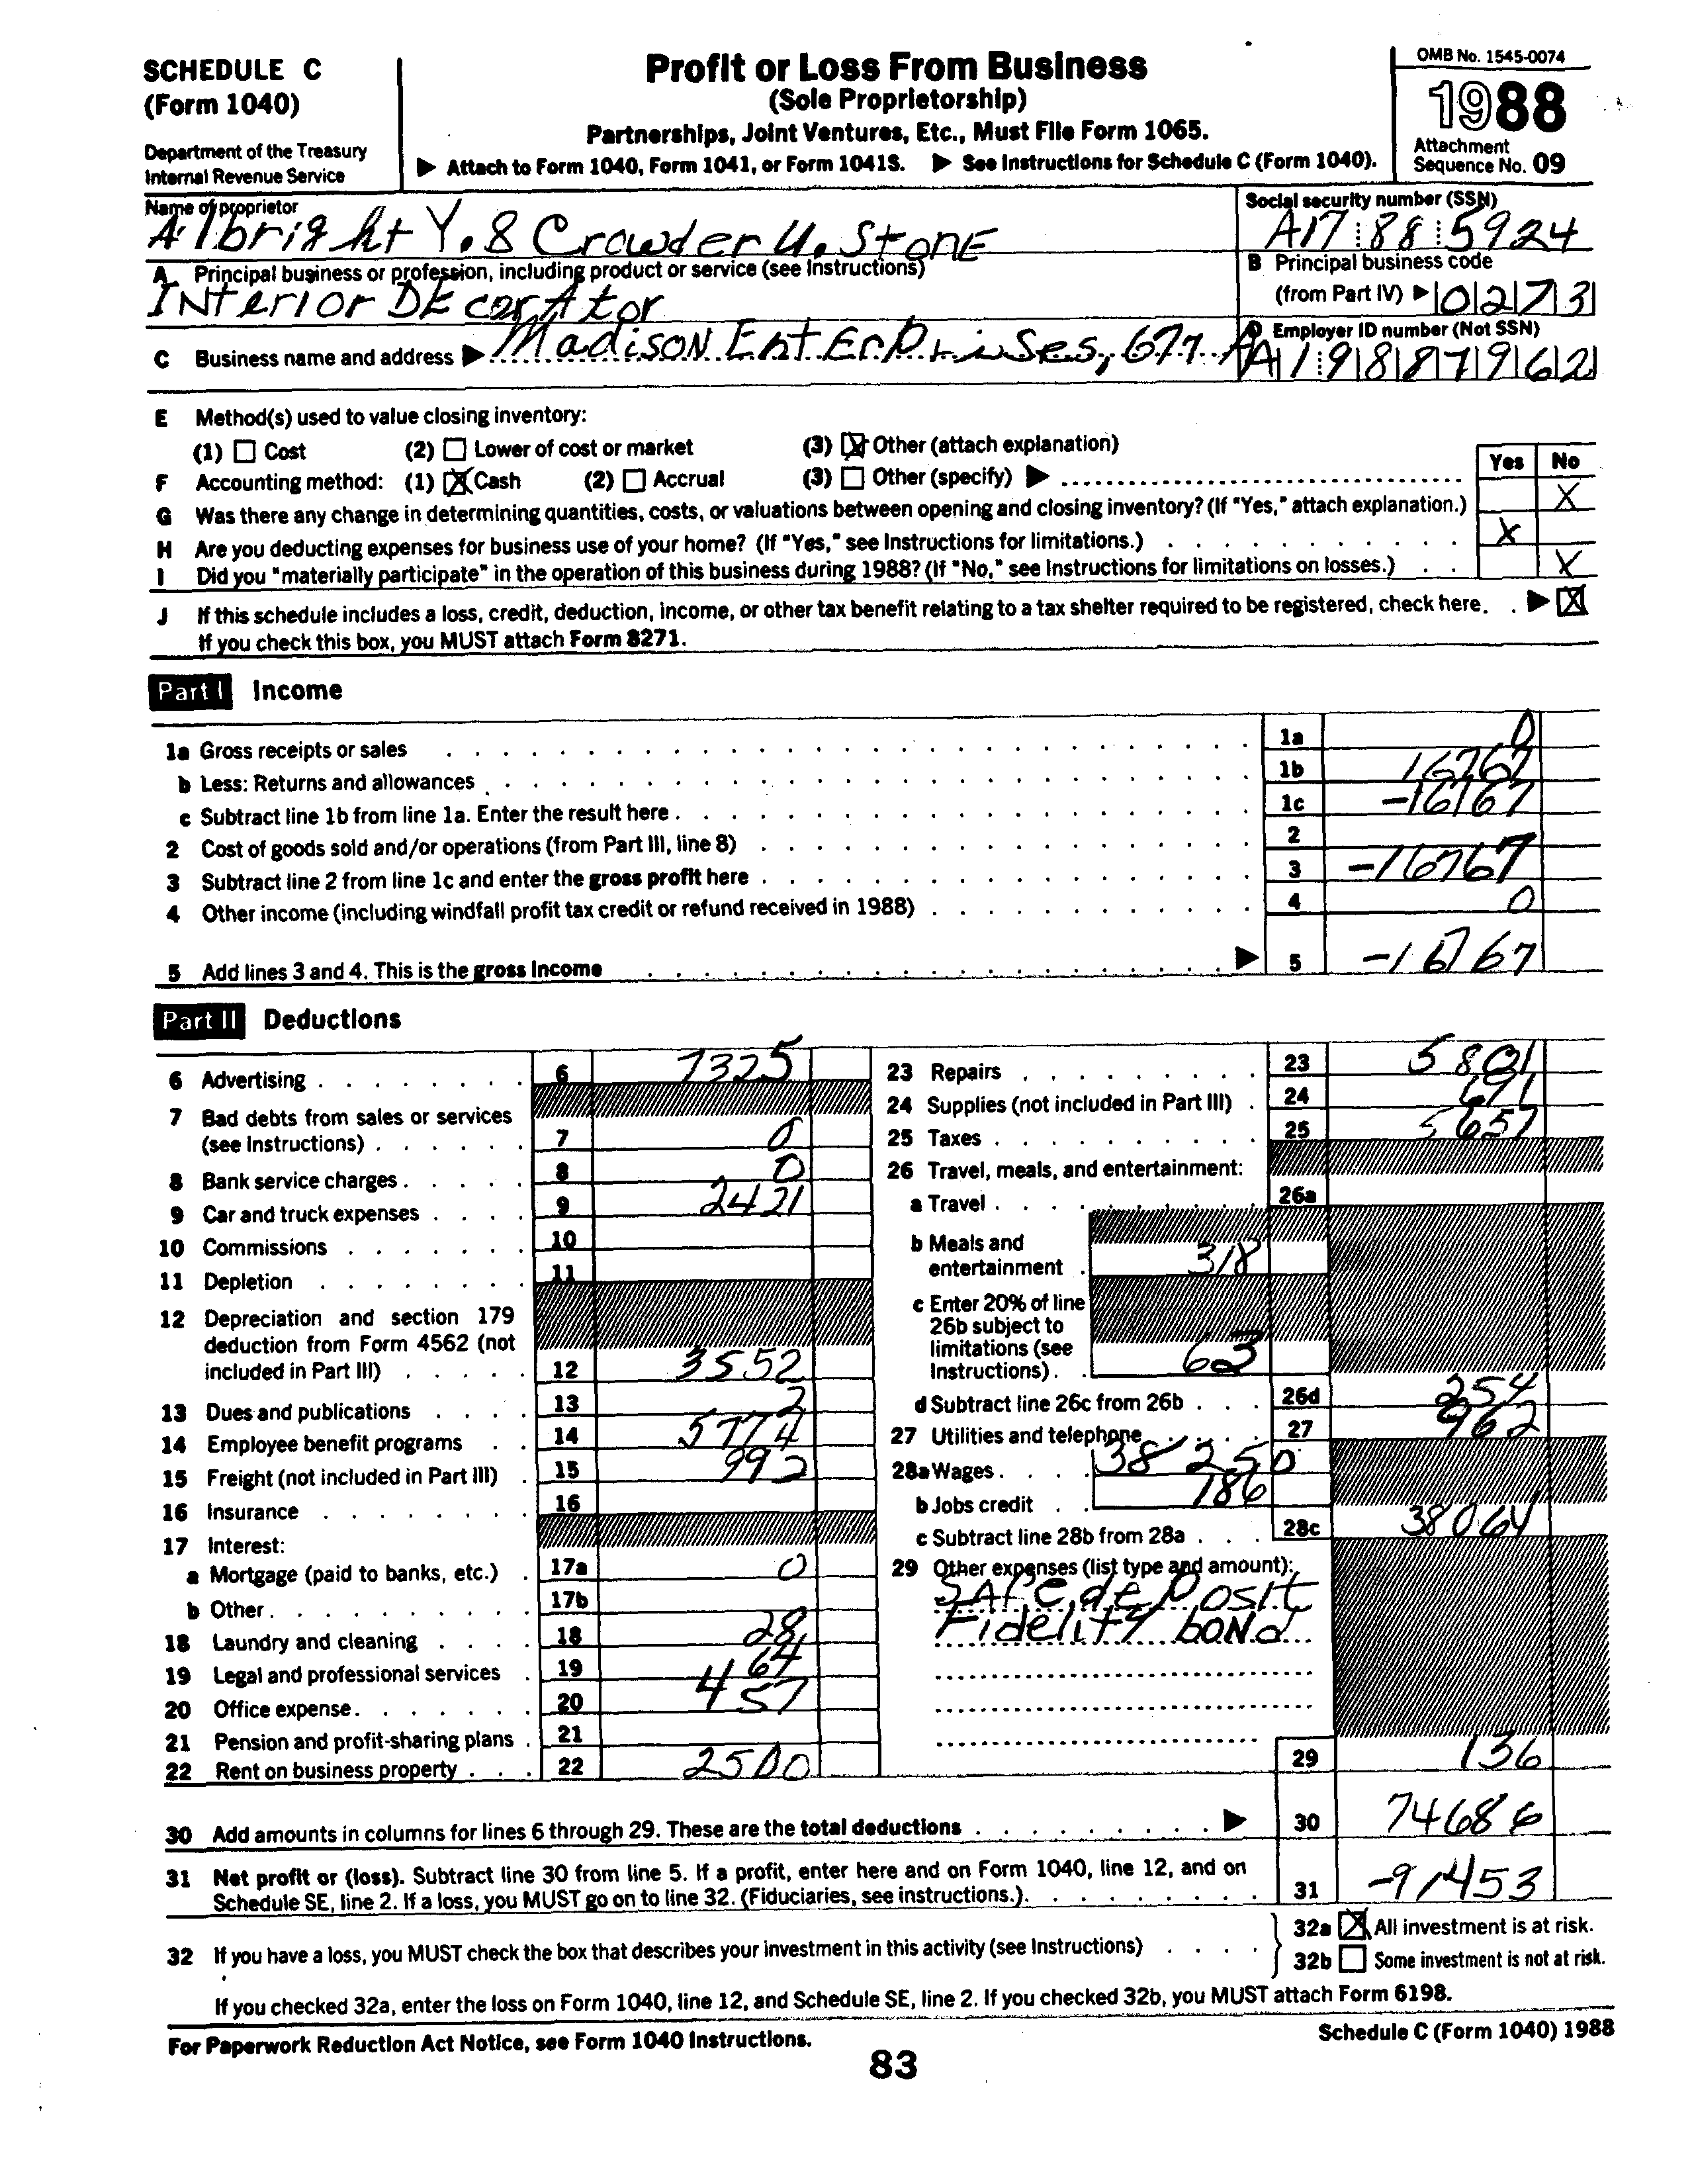 SCHEDULE C
(Form 1040)
Department of the Treasury
Internal Revenue Service
Profit or Loss From Business
(Sole Proprietorship)
Partnerships, Joint Ventures, Etc., Must File Form 1065.
▶ Attach to Form 1040, Form 1041, or Form 1041S. ▶ See Instructions for Schedule C (Form 1040).
OMB No. 1545-0074
1988
Attachment
Sequence No. 09
Name of proprietor
Albright Y. & Crowder U. Stone
Social security number (SSN)
A17 88 5924
A Principal business or profession, including product or service (see Instructions)
Interior Decorator
B Principal business code
(from Part IV) ▶ 0273
C Business name and address ▶ Madison Enterprises, 677 A
D Employer ID number (Not SSN)
A19887962
E Method(s) used to value closing inventory:
(1) ☐ Cost (2) ☐ Lower of cost or market (3) ☒ Other (attach explanation)
F Accounting method: (1) ☒ Cash (2) ☐ Accrual (3) ☐ Other (specify) ▶
Yes No
G Was there any change in determining quantities, costs, or valuations between opening and closing inventory? (If "Yes," attach explanation.) X
H Are you deducting expenses for business use of your home? (If "Yes," see Instructions for limitations.) X
I Did you "materially participate" in the operation of this business during 1988? (If "No," see Instructions for limitations on losses.) X
J If this schedule includes a loss, credit, deduction, income, or other tax benefit relating to a tax shelter required to be registered, check here. ▶ ☒
If you check this box, you MUST attach Form 8271.
Part I Income
1a Gross receipts or sales 1a 0
b Less: Returns and allowances 1b 16767
c Subtract line 1b from line 1a. Enter the result here 1c -16767
2 Cost of goods sold and/or operations (from Part III, line 8) 2
3 Subtract line 2 from line 1c and enter the gross profit here 3 -16767
4 Other income (including windfall profit tax credit or refund received in 1988) 4 0
5 Add lines 3 and 4. This is the gross income ▶ 5 -16767
Part II Deductions
6 Advertising 6 7325
7 Bad debts from sales or services
(see Instructions) 7 0
8 Bank service charges 8 0
9 Car and truck expenses 9 2421
10 Commissions 10
11 Depletion 11
12 Depreciation and section 179
deduction from Form 4562 (not
included in Part III) 12 3552
13 Dues and publications 13 2
14 Employee benefit programs 14 5774
15 Freight (not included in Part III) 15 992
16 Insurance 16
17 Interest:
a Mortgage (paid to banks, etc.) 17a 0
b Other 17b
18 Laundry and cleaning 18 28
19 Legal and professional services 19 64
20 Office expense 20 457
21 Pension and profit-sharing plans 21
22 Rent on business property 22 2500
23 Repairs 23 5801
24 Supplies (not included in Part III) 24 691
25 Taxes 25 5657
26 Travel, meals, and entertainment:
a Travel 26a
b Meals and
entertainment 318
c Enter 20% of line
26b subject to
limitations (see
Instructions) 63
d Subtract line 26c from 26b 26d 254
27 Utilities and telephone 27 962
28a Wages 38250
b Jobs credit 186
c Subtract line 28b from 28a 28c 38064
29 Other expenses (list type and amount):
Safe deposit
Fidelity bond
29 136
30 Add amounts in columns for lines 6 through 29. These are the total deductions ▶ 30 74686
31 Net profit or (loss). Subtract line 30 from line 5. If a profit, enter here and on Form 1040, line 12, and on
Schedule SE, line 2. If a loss, you MUST go on to line 32. (Fiduciaries, see instructions.) 31 -91453
32 If you have a loss, you MUST check the box that describes your investment in this activity (see Instructions)
32a ☒ All investment is at risk.
32b ☐ Some investment is not at risk.
If you checked 32a, enter the loss on Form 1040, line 12, and Schedule SE, line 2. If you checked 32b, you MUST attach Form 6198.
For Paperwork Reduction Act Notice, see Form 1040 Instructions.
Schedule C (Form 1040) 1988
83